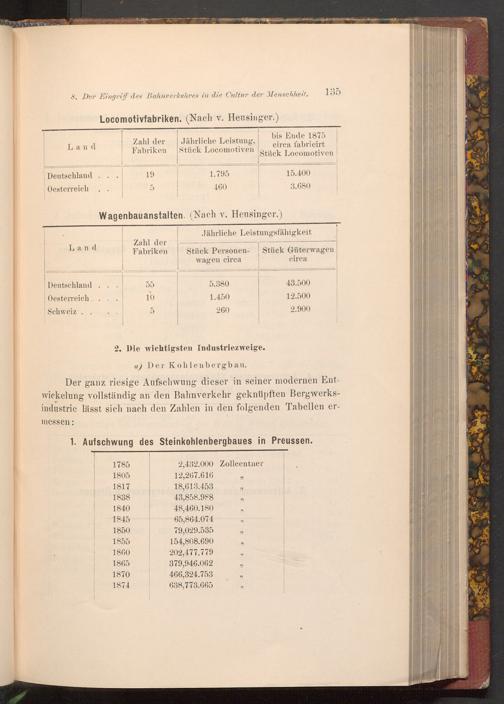 8. Der Eingriff des Bahnverkehres in die Cultur der Menschheit. 135
Locomotivfabriken. (Nach v. Heusinger.)
Land
Zahl der
Fabriken
Jährliche Leistung,
Stück Locomotiven
bis Ende 1875
circa fabricirt
Stück Locomotiven
Deutschland . . . 19 1.795 15.400
Oesterreich . . 5 460 3.680
Wagenbauanstalten. (Nach v. Heusinger.)
Land
Zahl der
Fabriken
Jährliche Leistungsfähigkeit
Stück Personen-
wagen circa
Stück Güterwagen
circa
Deutschland . . . 55 5.380 43.500
Oesterreich . . . 10 1.450 12.500
Schweiz . . . . 5 260 2.900
2. Die wichtigsten Industriezweige.
a) Der Kohlenbergbau.
Der ganz riesige Aufschwung dieser in seiner modernen Ent-
wickelung vollständig an den Bahnverkehr geknüpften Bergwerks-
industrie lässt sich nach den Zahlen in den folgenden Tabellen er-
messen:
1. Aufschwung des Steinkohlenbergbaues in Preussen.
1785 2,432.000 Zollcentner
1805 12,267.616 „
1817 18,613.453 „
1838 43,858.988 „
1840 48,460.180 „
1845 65,864.074 „
1850 79,029.535 „
1855 154,808.690 „
1860 202,477,779 „
1865 379,946.062 „
1870 466,324.753 „
1874 638,773.665 „